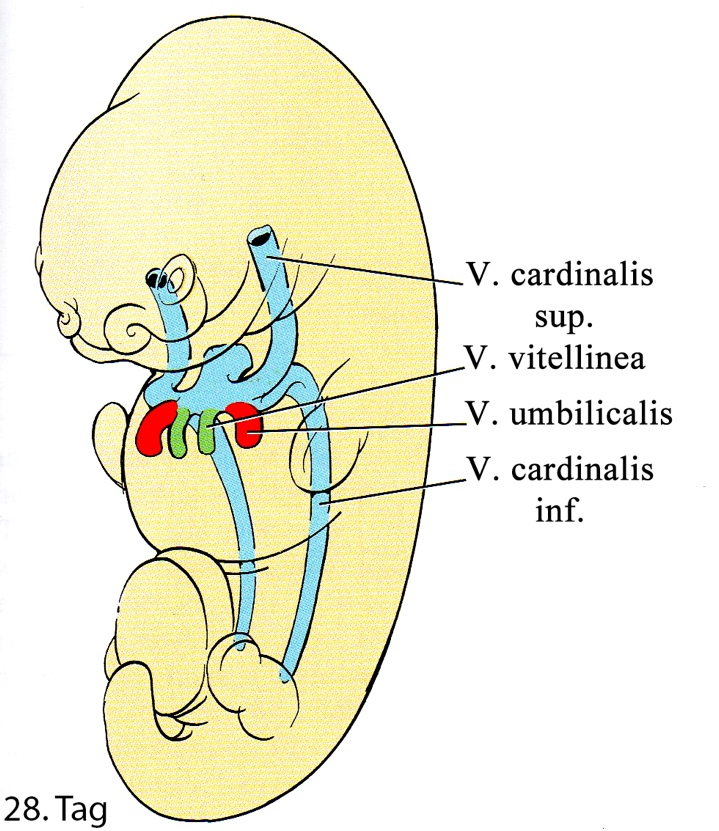 V. cardinalis
sup.
V. vitellinea
V. umbilicalis
V. cardinalis
inf.
28. Tag